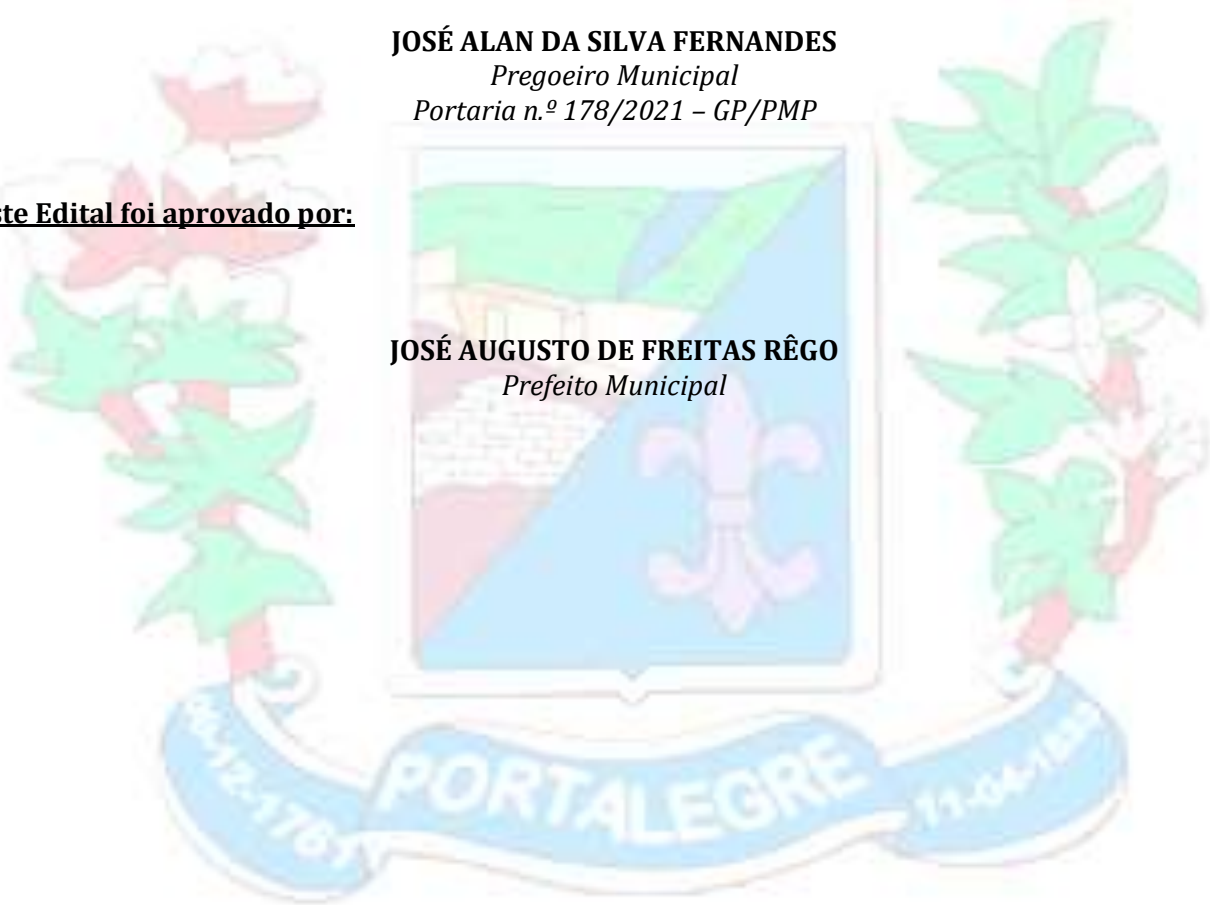 JOSÉ ALAN DA SILVA FERNANDES
Pregoeiro Municipal
Portaria n.º 178/2021 – GP/PMP
ste Edital foi aprovado por:
JOSÉ AUGUSTO DE FREITAS RÊGO
Prefeito Municipal
PORTALEGRE